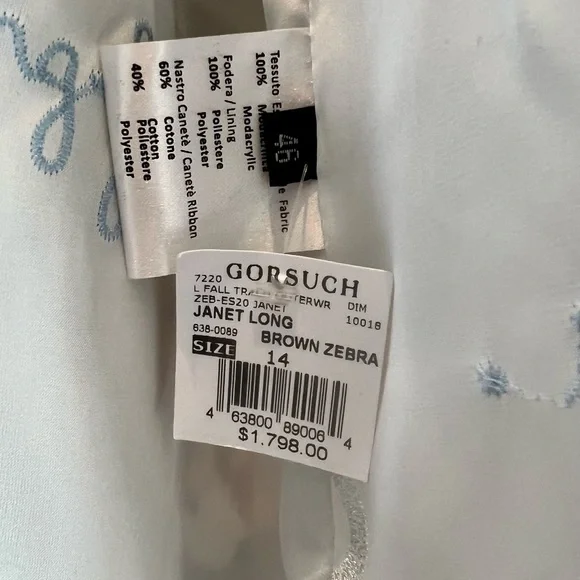 Tessuto
100%
Modacrylic
Fodera / Lining
100% Poliestere
Polyester
Nastro Canetè / Canetè Ribbon
60% Cotone
Cotton
40% Poliestere
Polyester
Fabric
46
7220 GORSUCH
L FALL DIM
ZEB-ES20 JANET 10018
JANET LONG
638-0089 BROWN ZEBRA
SIZE 14
4 63800 89006 4
$1,798.00